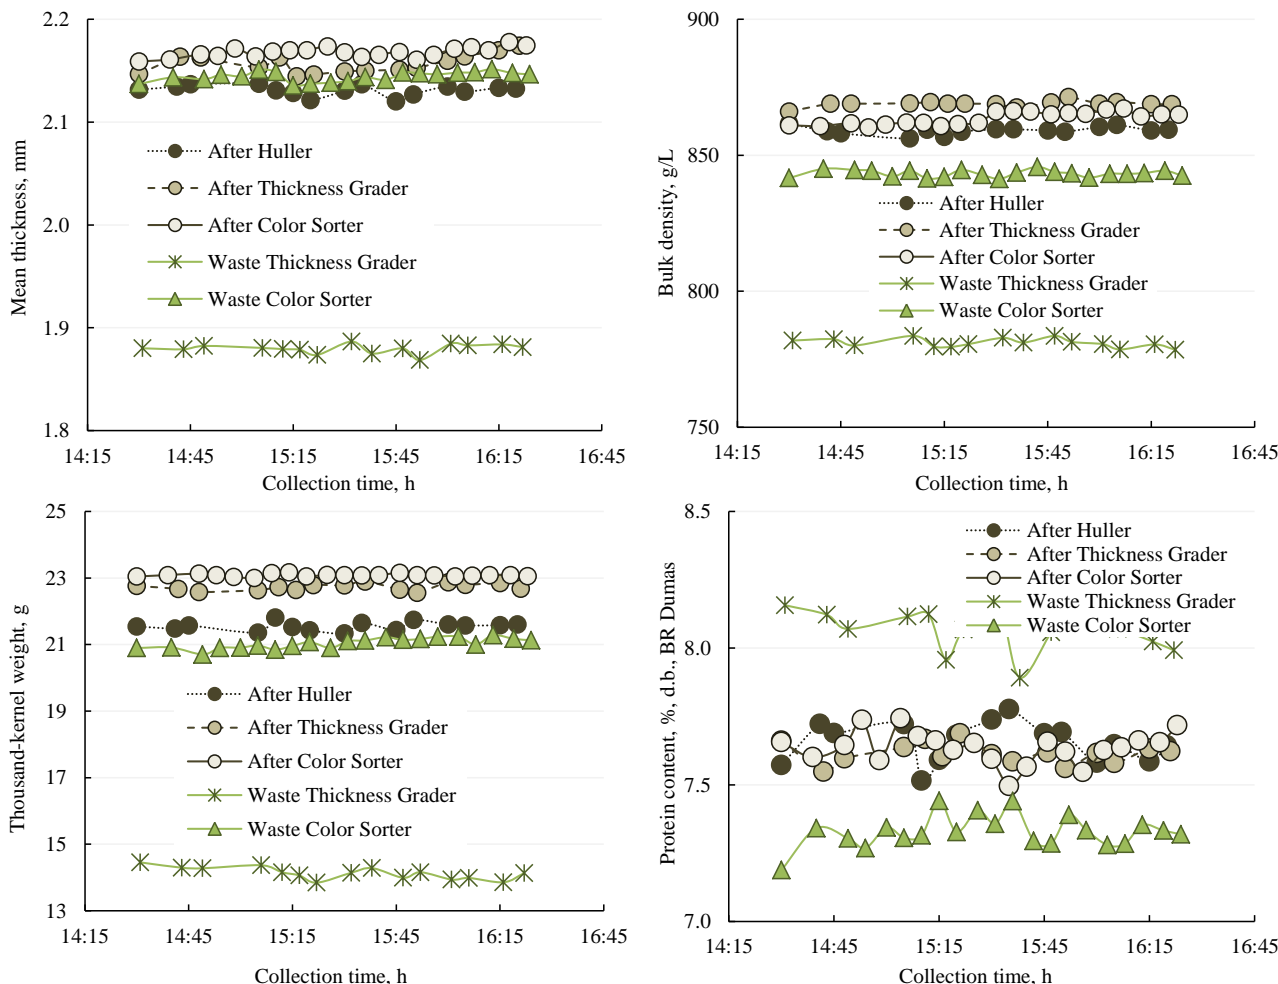 2.2
2.1
2.0
1.9
1.8
Mean thickness, mm
After Huller
After Thickness Grader
After Color Sorter
Waste Thickness Grader
Waste Color Sorter
14:15 14:45 15:15 15:45 16:15 16:45
Collection time, h
900
850
800
750
Bulk density, g/L
After Huller
After Thickness Grader
After Color Sorter
Waste Thickness Grader
Waste Color Sorter
14:15 14:45 15:15 15:45 16:15 16:45
Collection time, h
25
23
21
19
17
15
13
Thousand-kernel weight, g
After Huller
After Thickness Grader
After Color Sorter
Waste Thickness Grader
Waste Color Sorter
14:15 14:45 15:15 15:45 16:15 16:45
Collection time, h
8.5
8.0
7.5
7.0
Protein content, %, d.b., BR Dumas
After Huller
After Thickness Grader
After Color Sorter
Waste Thickness Grader
Waste Color Sorter
14:15 14:45 15:15 15:45 16:15 16:45
Collection time, h